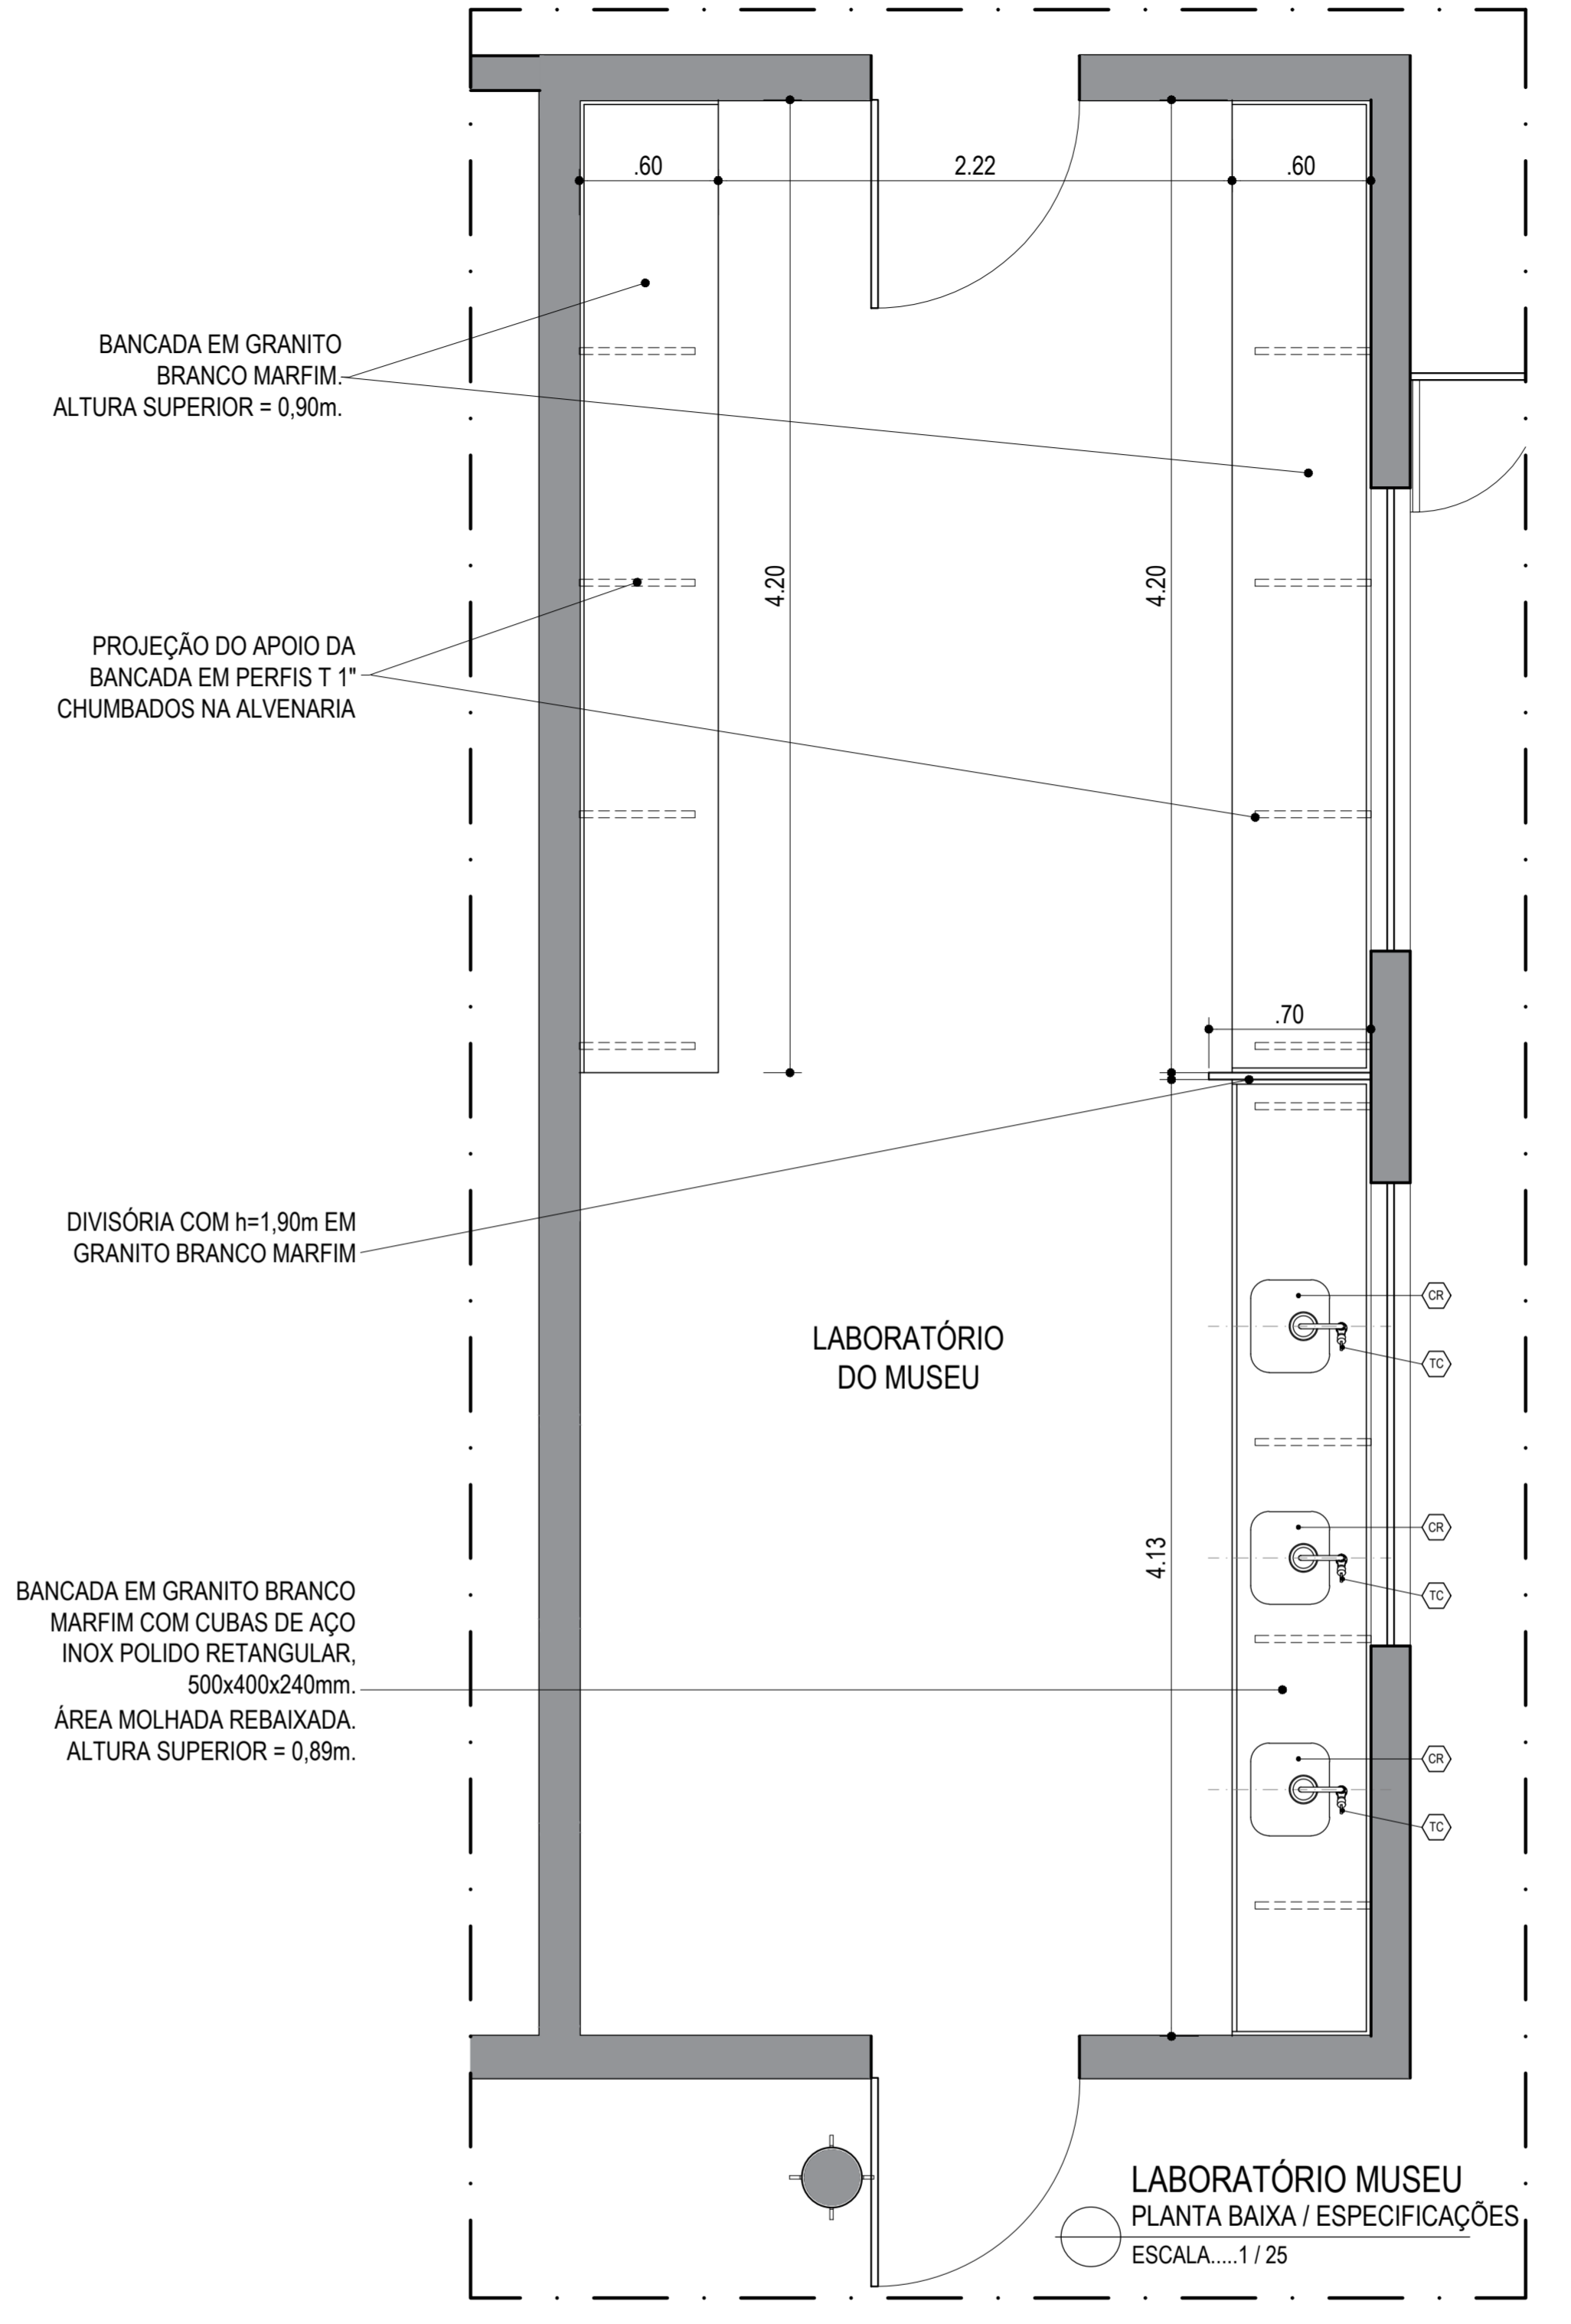 .60
2.22
.60
BANCADA EM GRANITO
BRANCO MARFIM.
ALTURA SUPERIOR = 0,90m.
4.20
4.20
PROJEÇÃO DO APOIO DA
BANCADA EM PERFIS T 1"
CHUMBADOS NA ALVENARIA
.70
DIVISÓRIA COM h=1,90m EM
GRANITO BRANCO MARFIM
CR
LABORATÓRIO
DO MUSEU
TC
CR
4.13
TC
BANCADA EM GRANITO BRANCO
MARFIM COM CUBAS DE AÇO
INOX POLIDO RETANGULAR,
500x400x240mm.
ÁREA MOLHADA REBAIXADA.
ALTURA SUPERIOR = 0,89m.
CR
TC
LABORATÓRIO MUSEU
PLANTA BAIXA / ESPECIFICAÇÕES
ESCALA.....1 / 25